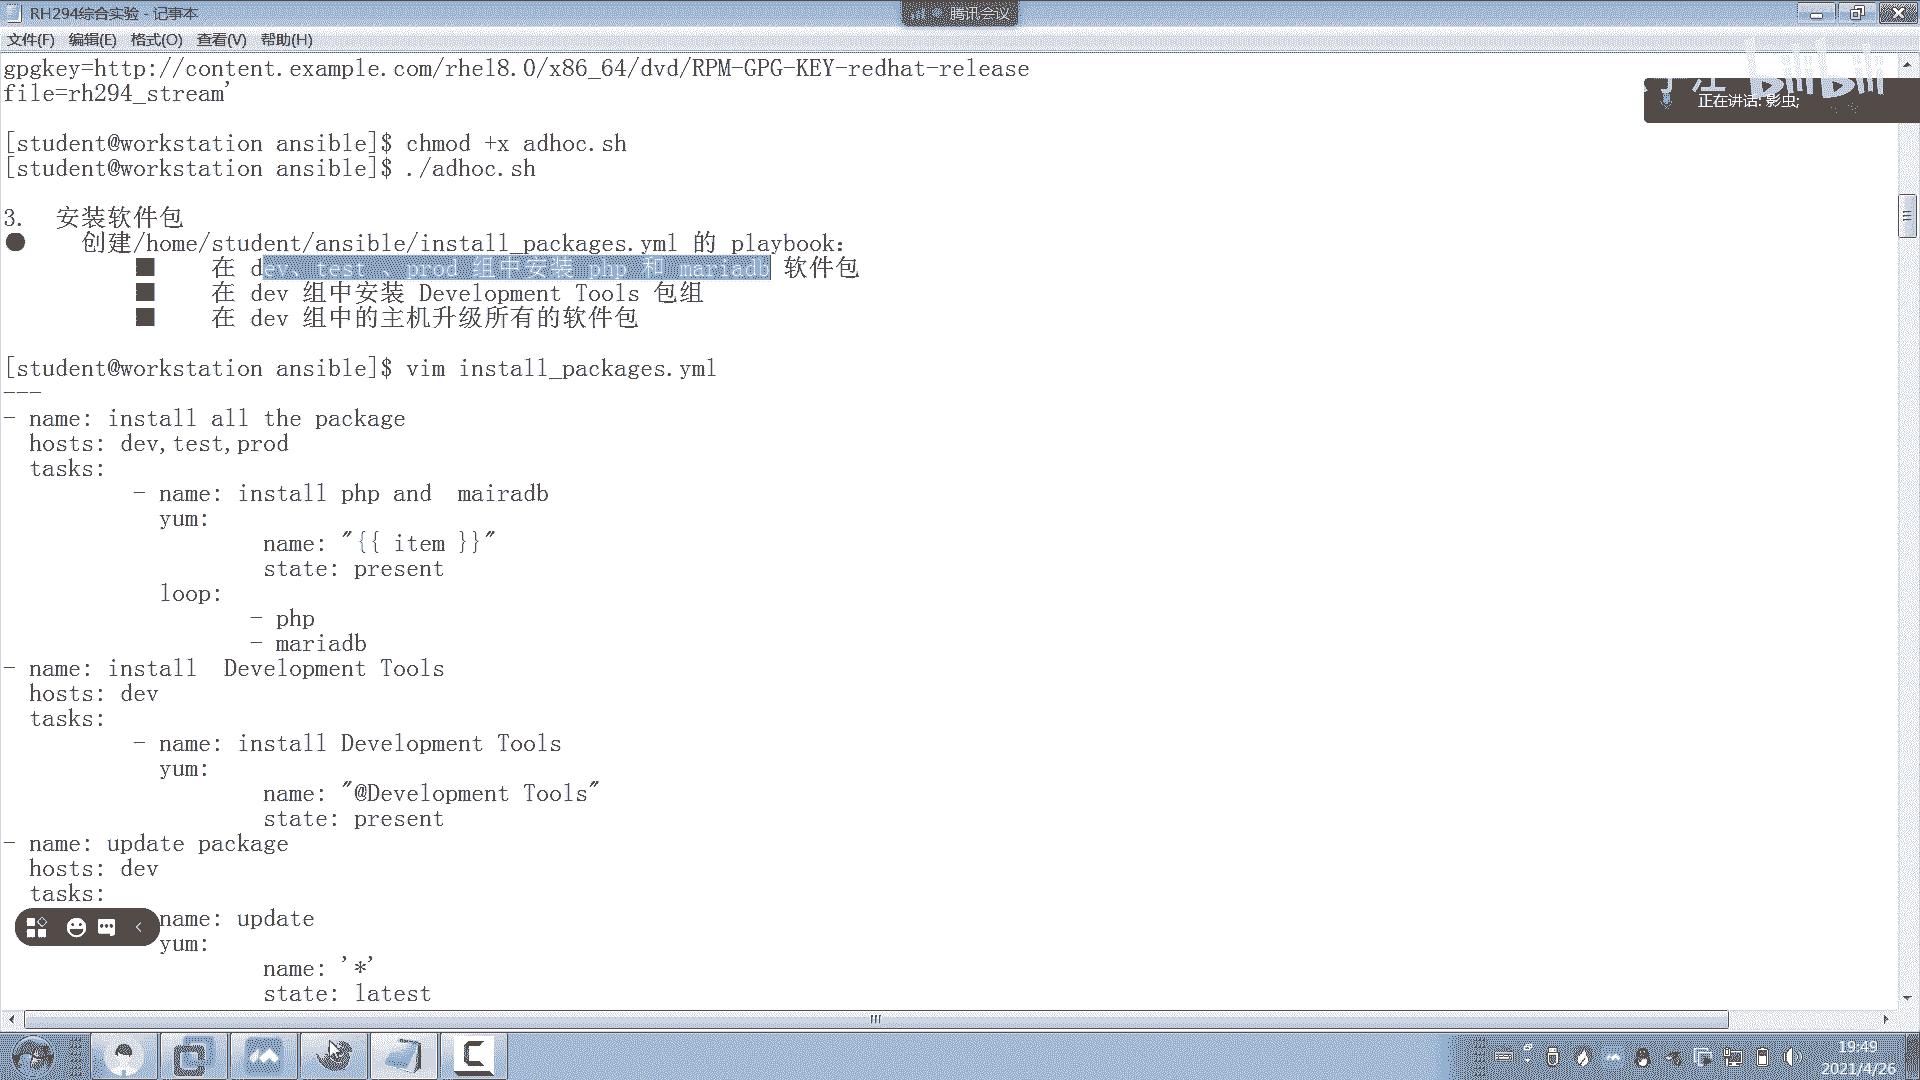 RH294综合实验 - 记事本
腾讯会议
文件(F) 编辑(E) 格式(O) 查看(V) 帮助(H)
gpgkey=http://content.example.com/rhel8.0/x86_64/dvd/RPM-GPG-KEY-redhat-release
file=rh294_stream'
bilibili
正在讲话: 影虫;
[student@workstation ansible]$ chmod +x adhoc.sh
[student@workstation ansible]$ ./adhoc.sh
3. 安装软件包
● 创建/home/student/ansible/install_packages.yml 的 playbook:
■ 在 dev、test 、prod 组中安装 php 和 mariadb 软件包
■ 在 dev 组中安装 Development Tools 包组
■ 在 dev 组中的主机升级所有的软件包
[student@workstation ansible]$ vim install_packages.yml
---
- name: install all the package
hosts: dev,test,prod
tasks:
- name: install php and  mairadb
yum:
name: "{{ item }}"
state: present
loop:
- php
- mariadb
- name: install  Development Tools
hosts: dev
tasks:
- name: install Development Tools
yum:
name: "@Development Tools"
state: present
- name: update package
hosts: dev
tasks:
name: update
yum:
name: '*'
state: latest
19:49
2021/4/26